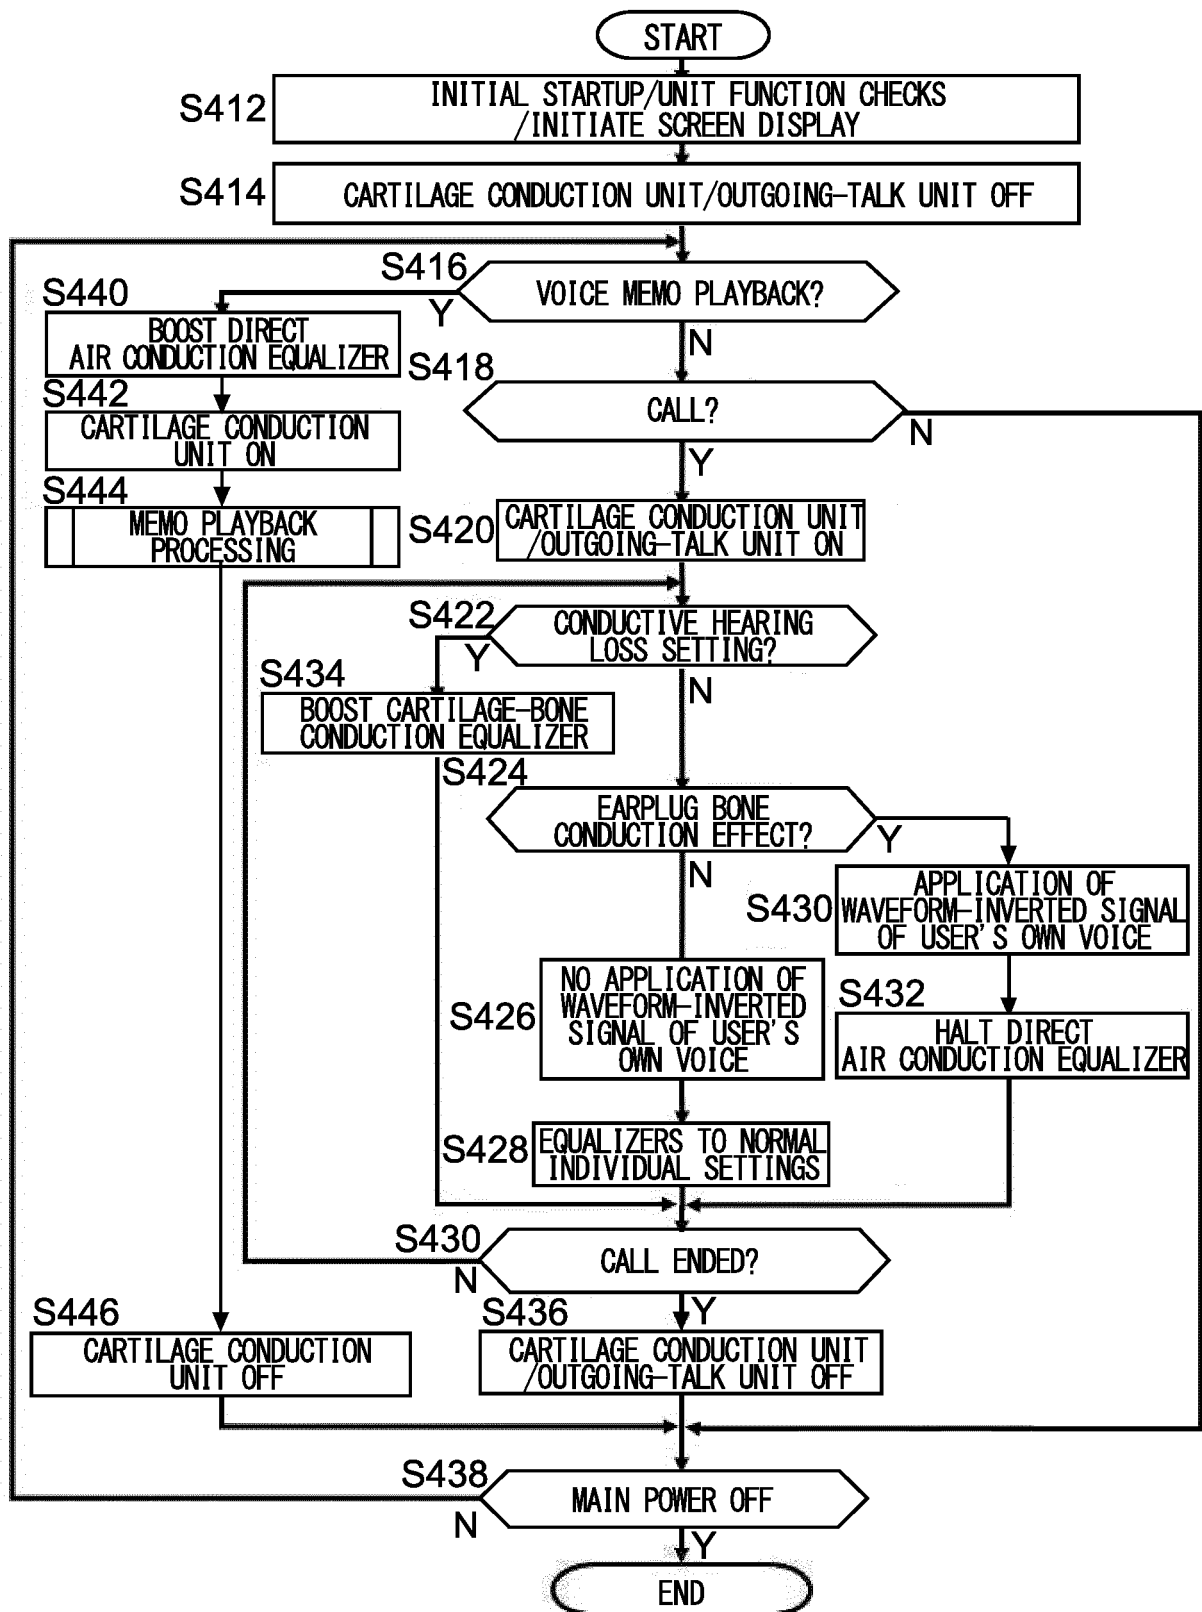 START
S412
INITIAL STARTUP/UNIT FUNCTION CHECKS
/INITIATE SCREEN DISPLAY
S414
CARTILAGE CONDUCTION UNIT/OUTGOING-TALK UNIT OFF
S416
VOICE MEMO PLAYBACK?
Y
N
S440
BOOST DIRECT
AIR CONDUCTION EQUALIZER
S418
CALL?
N
Y
S442
CARTILAGE CONDUCTION
UNIT ON
S444
MEMO PLAYBACK
PROCESSING
S420
CARTILAGE CONDUCTION UNIT
/OUTGOING-TALK UNIT ON
S422
CONDUCTIVE HEARING
LOSS SETTING?
Y
N
S434
BOOST CARTILAGE-BONE
CONDUCTION EQUALIZER
S424
EARPLUG BONE
CONDUCTION EFFECT?
Y
N
S430
APPLICATION OF
WAVEFORM-INVERTED SIGNAL
OF USER'S OWN VOICE
S426
NO APPLICATION OF
WAVEFORM-INVERTED
SIGNAL OF USER'S
OWN VOICE
S432
HALT DIRECT
AIR CONDUCTION EQUALIZER
S428
EQUALIZERS TO NORMAL
INDIVIDUAL SETTINGS
S430
CALL ENDED?
N
Y
S446
CARTILAGE CONDUCTION
UNIT OFF
S436
CARTILAGE CONDUCTION UNIT
/OUTGOING-TALK UNIT OFF
S438
MAIN POWER OFF
N
Y
END